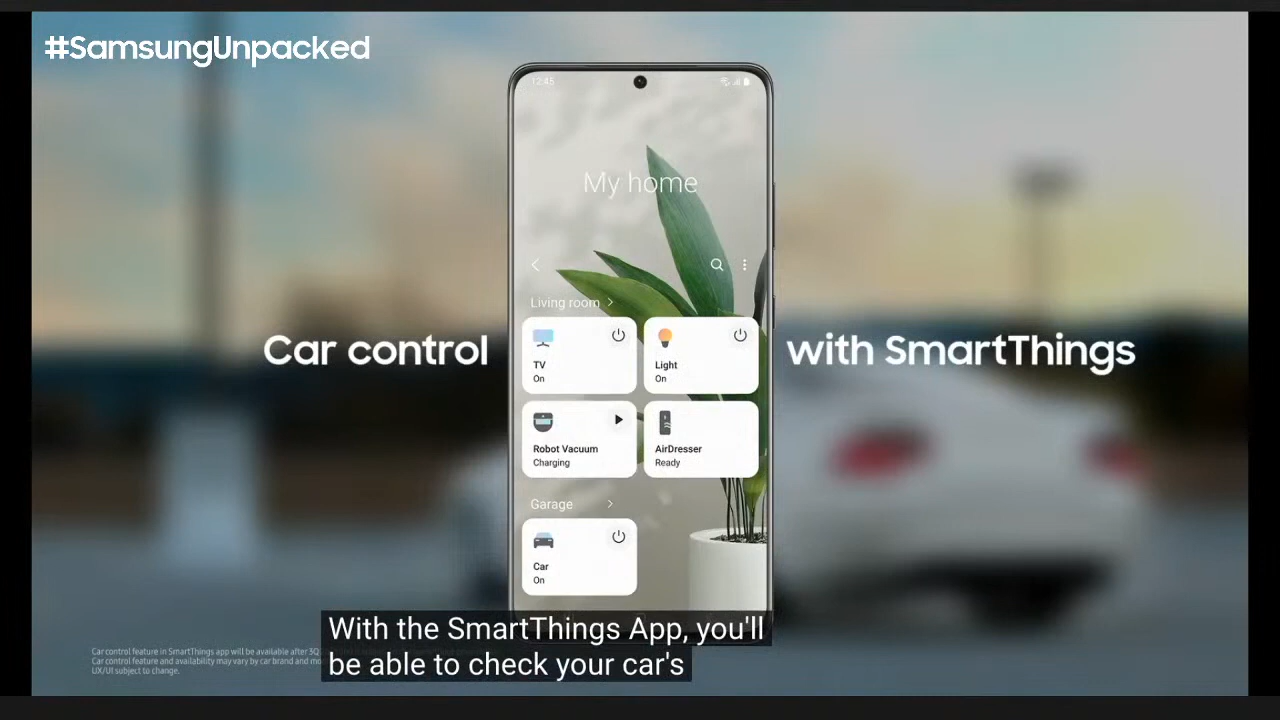 #SamsungUnpacked
12:45
My home
Living room >
TV
On
Light
On
Robot Vacuum
Charging
AirDresser
Ready
Garage >
Car
On
Car control with SmartThings
With the SmartThings App, you'll
be able to check your car's
Car control feature in SmartThings app will be available after 3Q
Car control feature and availability may vary by car brand and
UX/UI subject to change.